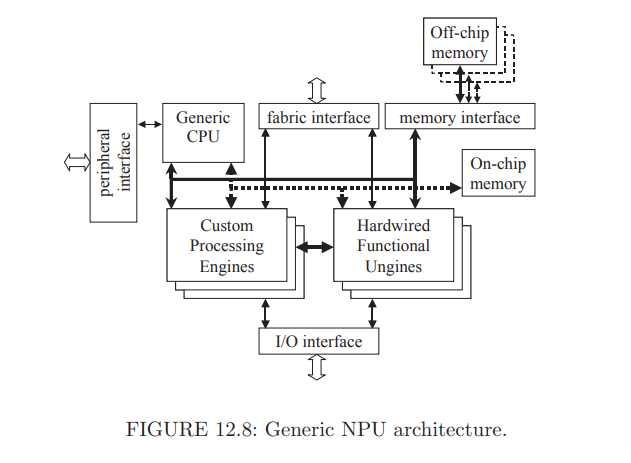 Off-chip
memory
Generic
CPU
fabric interface
memory interface
peripheral
interface
On-chip
memory
Custom
Processing
Engines
Hardwired
Functional
Ungines
I/O interface
FIGURE 12.8: Generic NPU architecture.